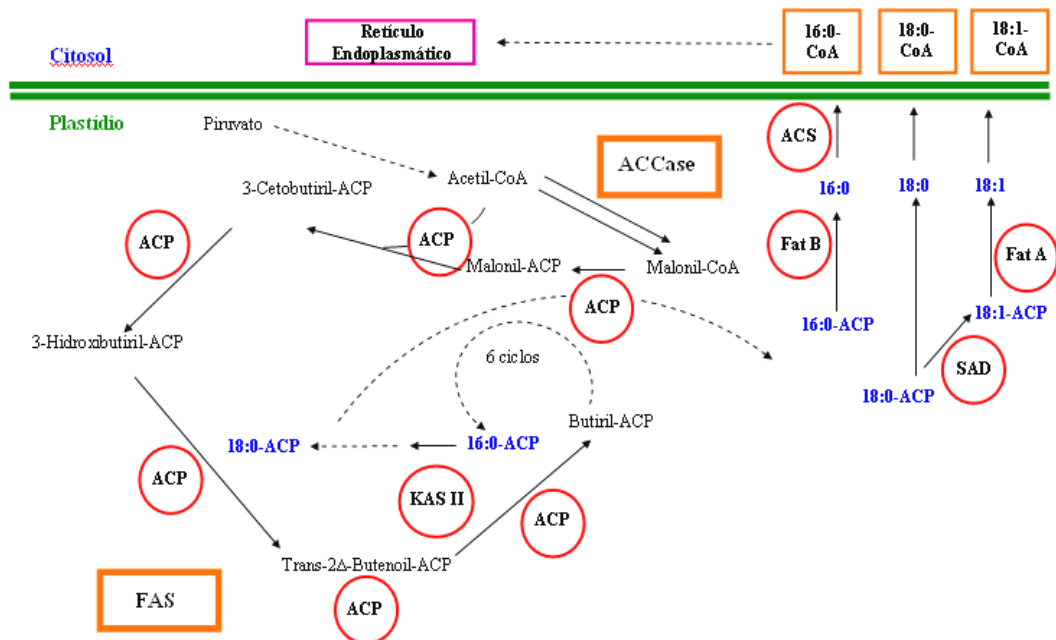 Citosol
Retículo
Endoplasmático
16:0-
CoA
18:0-
CoA
18:1-
CoA
Plastídio
Piruvato
ACCase
ACS
3-Cetobutiril-ACP
Acetil-CoA
16:0
18:0
18:1
ACP
ACP
Fat B
Fat A
Malonil-ACP
Malonil-CoA
ACP
16:0-ACP
18:1-ACP
3-Hidroxibutiril-ACP
6 ciclos
SAD
18:0-ACP
Butiril-ACP
18:0-ACP
16:0-ACP
ACP
KAS II
ACP
Trans-2Δ-Butenoil-ACP
FAS
ACP